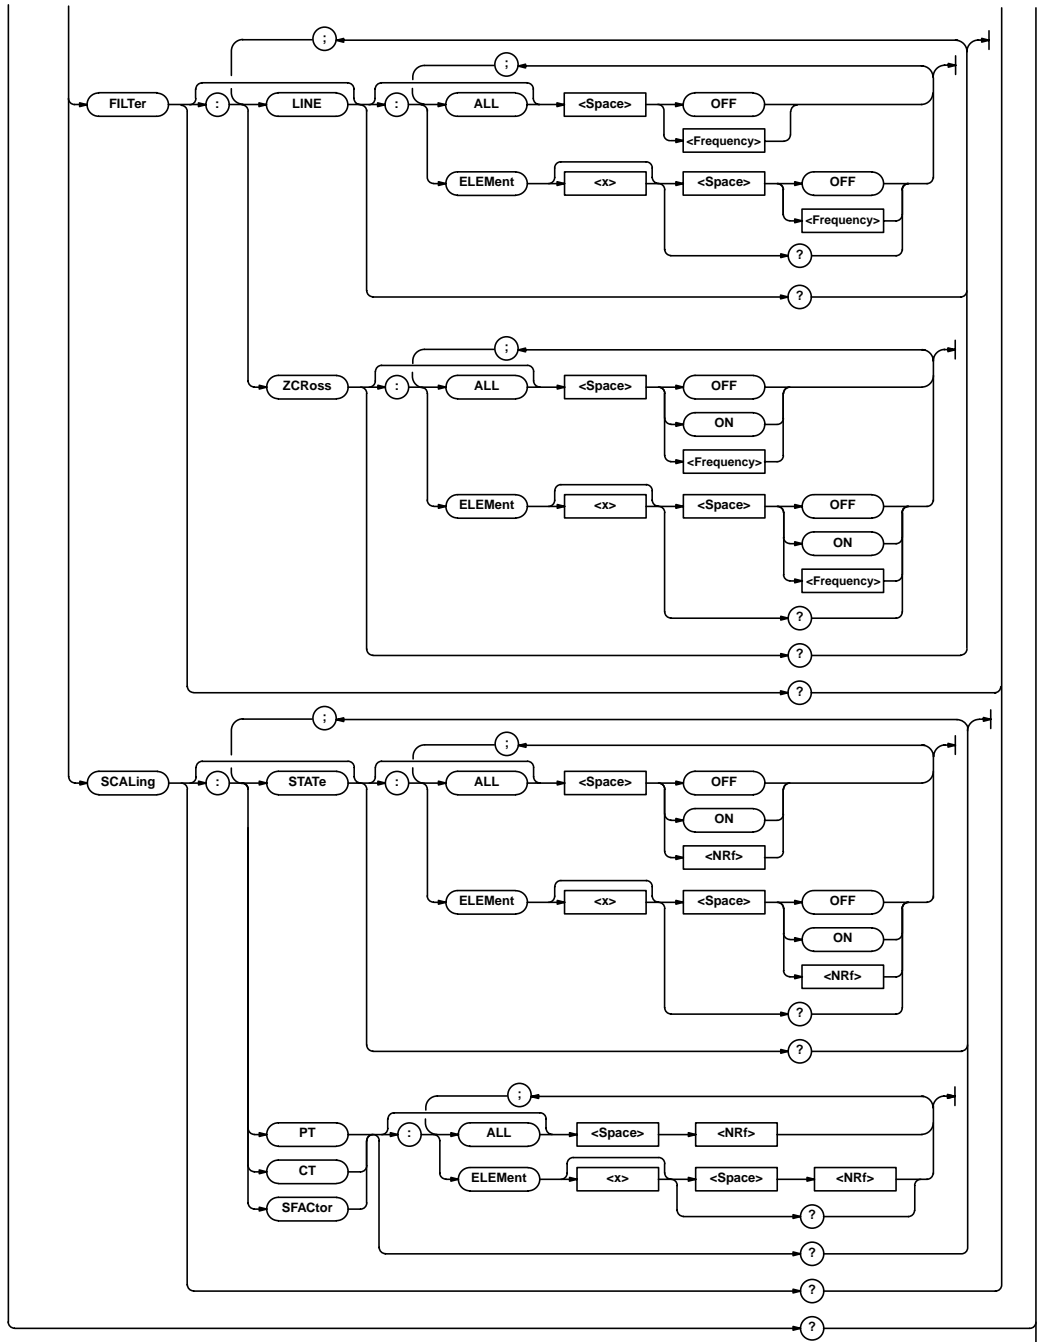 ;
;
FILTer : LINE : ALL <Space> OFF
<Frequency>
ELEMent <x> <Space> OFF
<Frequency>
?
?
;
ZCRoss : ALL <Space> OFF
ON
<Frequency>
ELEMent <x> <Space> OFF
ON
<Frequency>
?
?
?
;
;
SCALing : STATe : ALL <Space> OFF
ON
<NRf>
ELEMent <x> <Space> OFF
ON
<NRf>
?
?
;
PT : ALL <Space> <NRf>
CT ELEMent <x> <Space> <NRf>
SFACtor ?
?
?
?